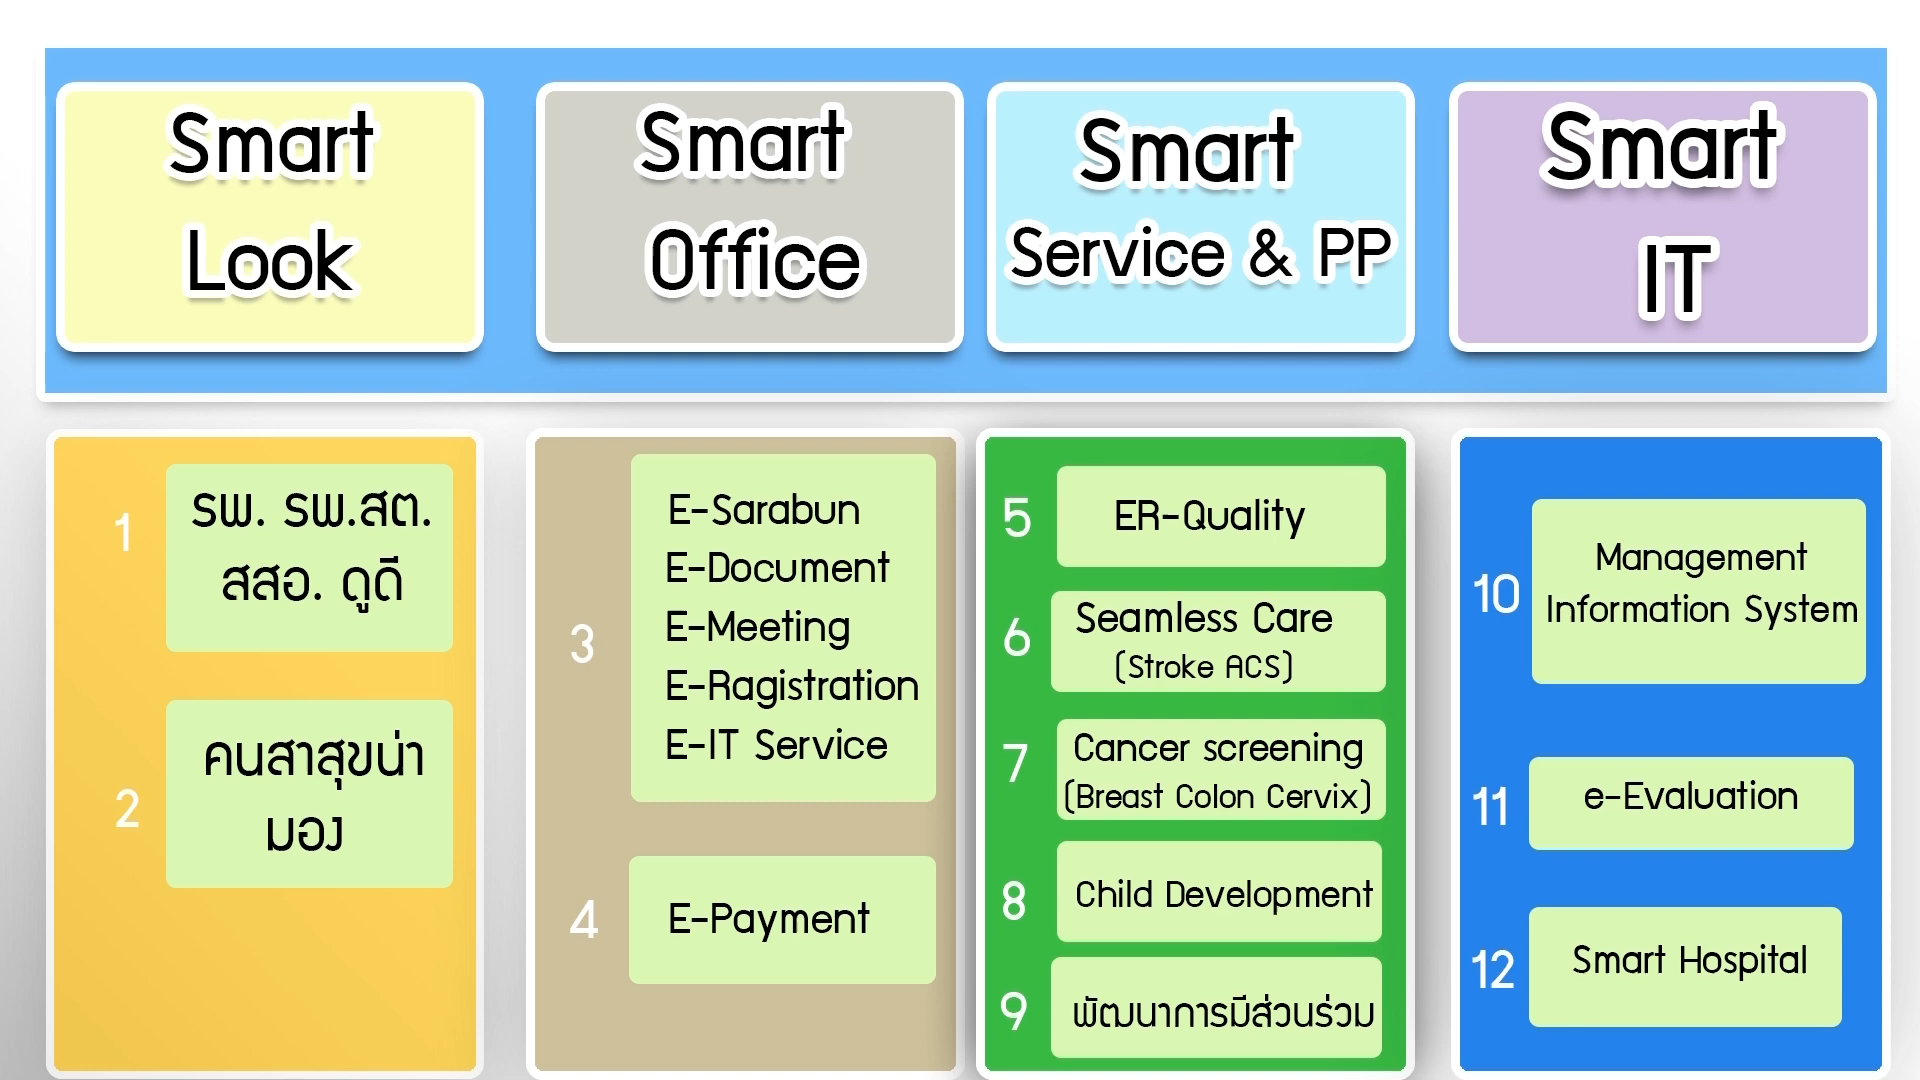 Smart
Look
Smart
Office
Smart
Service & PP
Smart
IT
1
รพ. รพ.สต.
สสอ. ดูดี
2
คนสาสุขน่า
มอง
3
E-Sarabun
E-Document
E-Meeting
E-Ragistration
E-IT Service
4
E-Payment
5
ER-Quality
6
Seamless Care
(Stroke ACS)
7
Cancer screening
(Breast Colon Cervix)
8
Child Development
9
พัฒนาการมีส่วนร่วม
10
Management
Information System
11
e-Evaluation
12
Smart Hospital